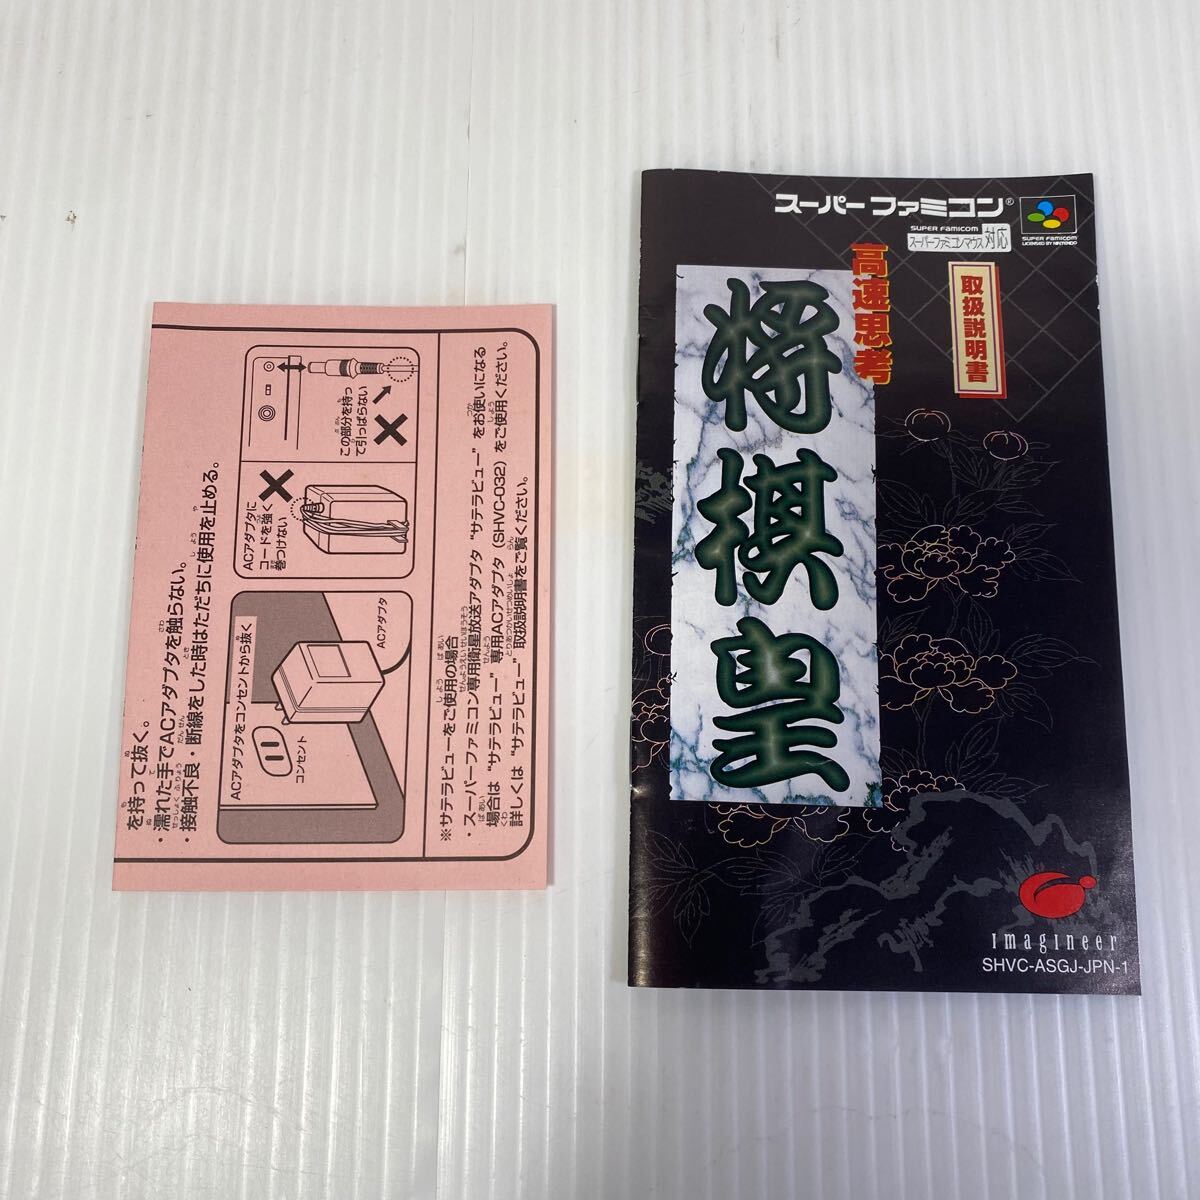 を持って抜く。
・濡れた手でACアダプタを触らない。
・接触不良・断線をした時はただちに使用を止める。
ACアダプタをコンセントから抜く
コンセント
ACアダプタ
ACアダプタに
コードを強く
巻つけない
この部分を持っ
て引っぱらない
※サテラビューをご使用の場合
・スーパーファミコン専用衛星放送アダプタ“サテラビュー”をお使いになる
場合は“サテラビュー”専用ACアダプタ(SHVC-032)をご使用ください。
詳しくは“サテラビュー”取扱説明書をご覧ください。
スーパーファミコン®
SUPER FAMICOM
スーパーファミコンマウス対応
SUPER FAMICOM
LICENSED BY NINTENDO
取扱説明書
高速思考
将棋皇
Imagineer
SHVC-ASGJ-JPN-1